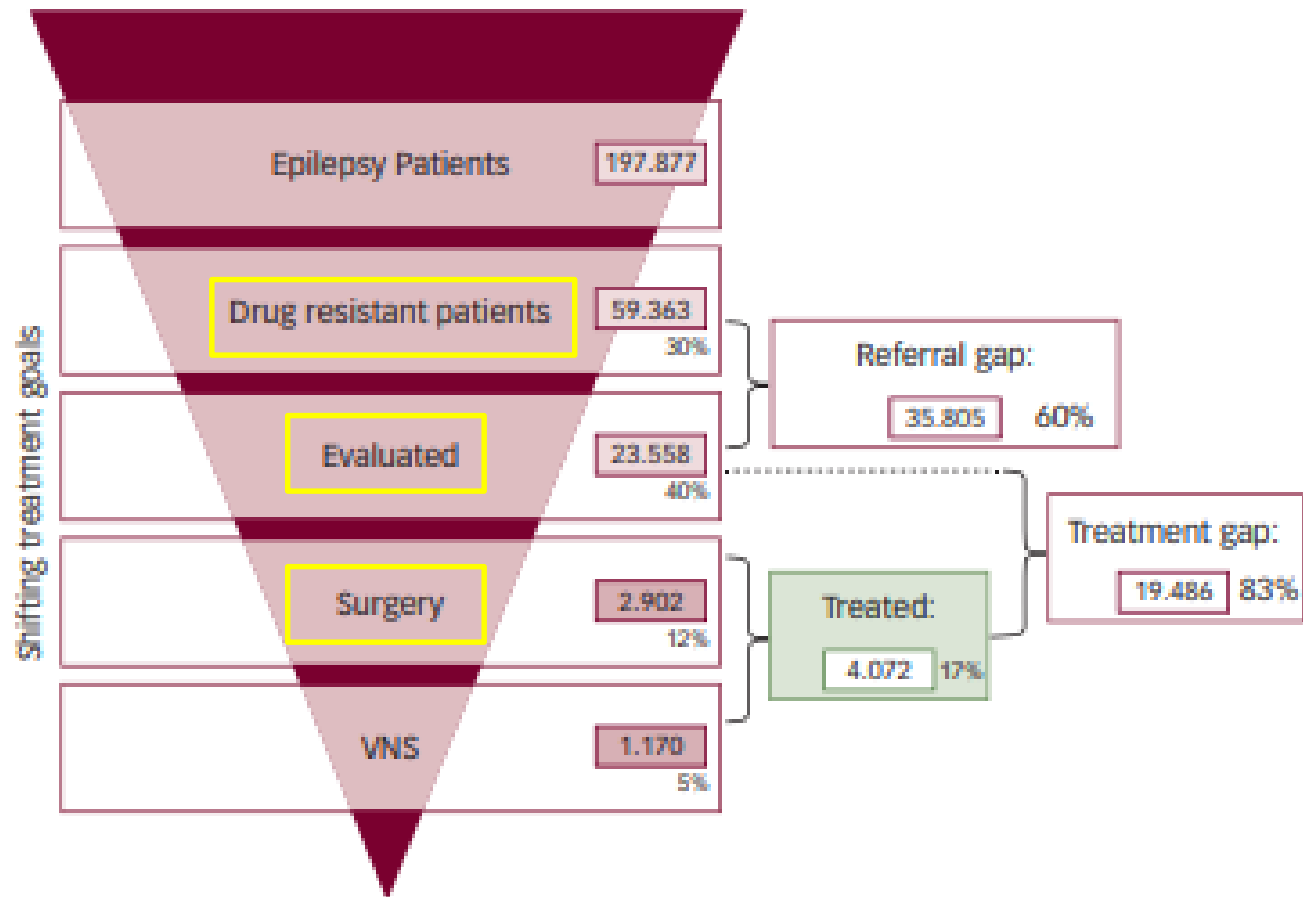 Shifting treatment goals
Epilepsy Patients
197.877
Drug resistant patients
59.363
30%
Referral gap:
35.805 60%
Evaluated
23.558
40%
Treatment gap:
19.486 83%
Surgery
2.902
12%
Treated:
4.072 17%
VNS
1.170
5%